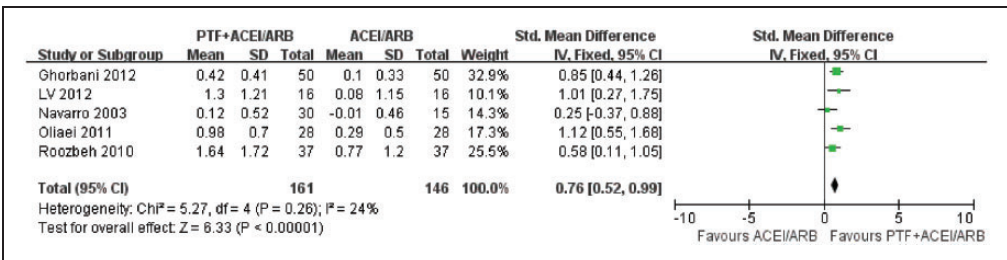 PTF+ACEI/ARB ACEI/ARB Std. Mean Difference Std. Mean Difference
Study or Subgroup Mean SD Total Mean SD Total Weight IV, Fixed, 95% CI IV, Fixed, 95% CI
Ghorbani 2012 0.42 0.41 50 0.1 0.33 50 32.9% 0.85 [0.44, 1.26]
LV 2012 1.3 1.21 16 0.08 1.15 16 10.1% 1.01 [0.27, 1.75]
Navarro 2003 0.12 0.52 30 -0.01 0.46 15 14.3% 0.25 [-0.37, 0.88]
Oliaei 2011 0.98 0.7 28 0.29 0.5 28 17.3% 1.12 [0.55, 1.68]
Roozbeh 2010 1.64 1.72 37 0.77 1.2 37 25.5% 0.58 [0.11, 1.05]
Total (95% CI) 161 146 100.0% 0.76 [0.52, 0.99]
Heterogeneity: Chi² = 5.27, df = 4 (P = 0.26); I² = 24%
Test for overall effect: Z = 6.33 (P < 0.00001)
-10 -5 0 5 10
Favours ACEI/ARB Favours PTF+ACEI/ARB